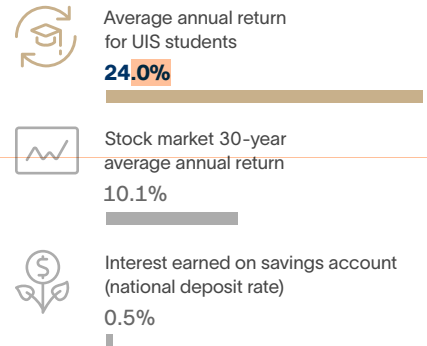 Average annual return
for UIS students
24.0%
Stock market 30-year
average annual return
10.1%
Interest earned on savings account
(national deposit rate)
0.5%